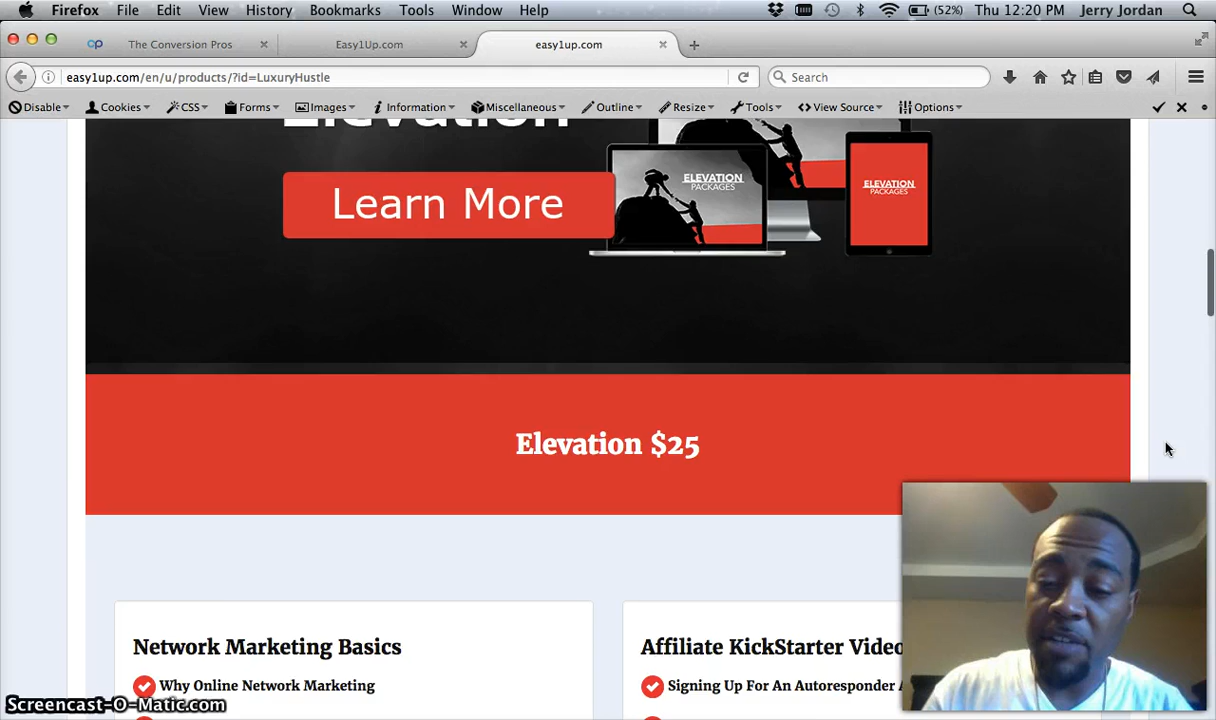 Firefox File Edit View History Bookmarks Tools Window Help (52%) Thu 12:20 PM Jerry Jordan
The Conversion Pros Easy1Up.com easy1up.com
easy1up.com/en/u/products/?id=LuxuryHustle Search
Disable Cookies CSS Forms Images Information Miscellaneous Outline Resize Tools View Source Options
Elevation
Learn More
ELEVATION
PACKAGES
ELEVATION
PACKAGES
Elevation $25
Network Marketing Basics
Why Online Network Marketing
Affiliate KickStarter Video
Signing Up For An Autoresponder
Screencast-O-Matic.com